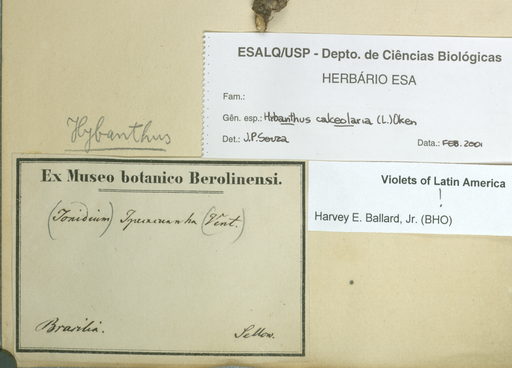 ESALQ/USP - Depto. de Ciências Biológicas
HERBÁRIO ESA
Fam.:
Gên. esp.: Hybanthus calceolaria (L.) Oken
Det.: J.P. Souza Data.: FEB. 2001
Hybanthus
Violets of Latin America
!
Harvey E. Ballard, Jr. (BHO)
Ex Museo botanico Berolinensi.
(Ionidium) Ipecacuanha (Vent.)
Brasilia. Sellow.